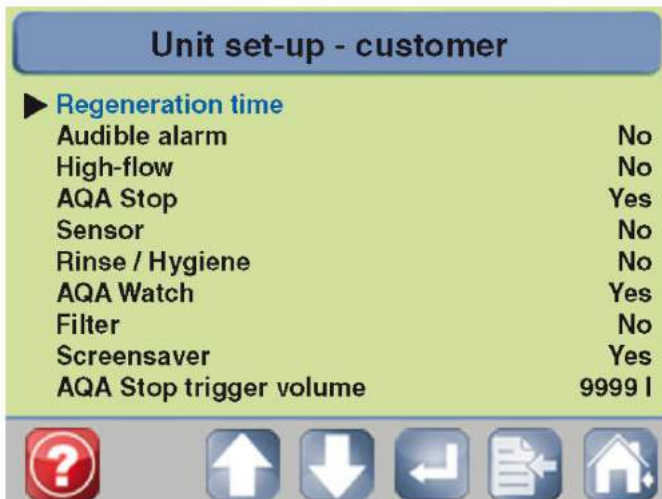 Unit set-up - customer
Regeneration time
Audible alarm No
High-flow No
AQA Stop Yes
Sensor No
Rinse / Hygiene No
AQA Watch Yes
Filter No
Screensaver Yes
AQA Stop trigger volume 9999 l
?